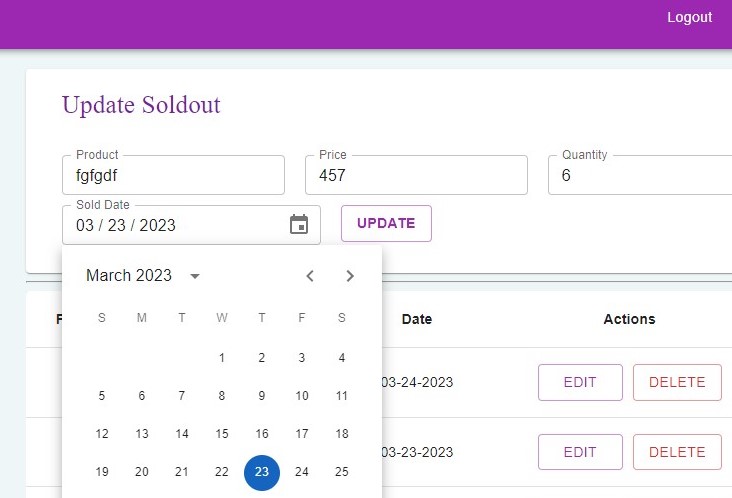 Logout
Update Soldout
Product Price Quantity
fgfgdf 457 6
Sold Date
03 / 23 / 2023 UPDATE
March 2023
S M T W T F S Date Actions
1 2 3 4
03-24-2023 EDIT DELETE
5 6 7 8 9 10 11
12 13 14 15 16 17 18
03-23-2023 EDIT DELETE
19 20 21 22 23 24 25